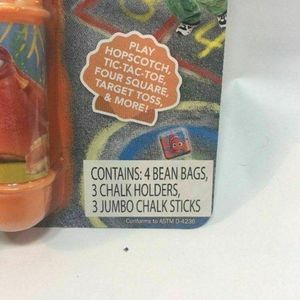 PLAY
HOPSCOTCH,
TIC-TAC-TOE,
FOUR SQUARE,
TARGET TOSS,
& MORE!
CONTAINS: 4 BEAN BAGS,
3 CHALK HOLDERS,
3 JUMBO CHALK STICKS
Conforms to ASTM D-4236